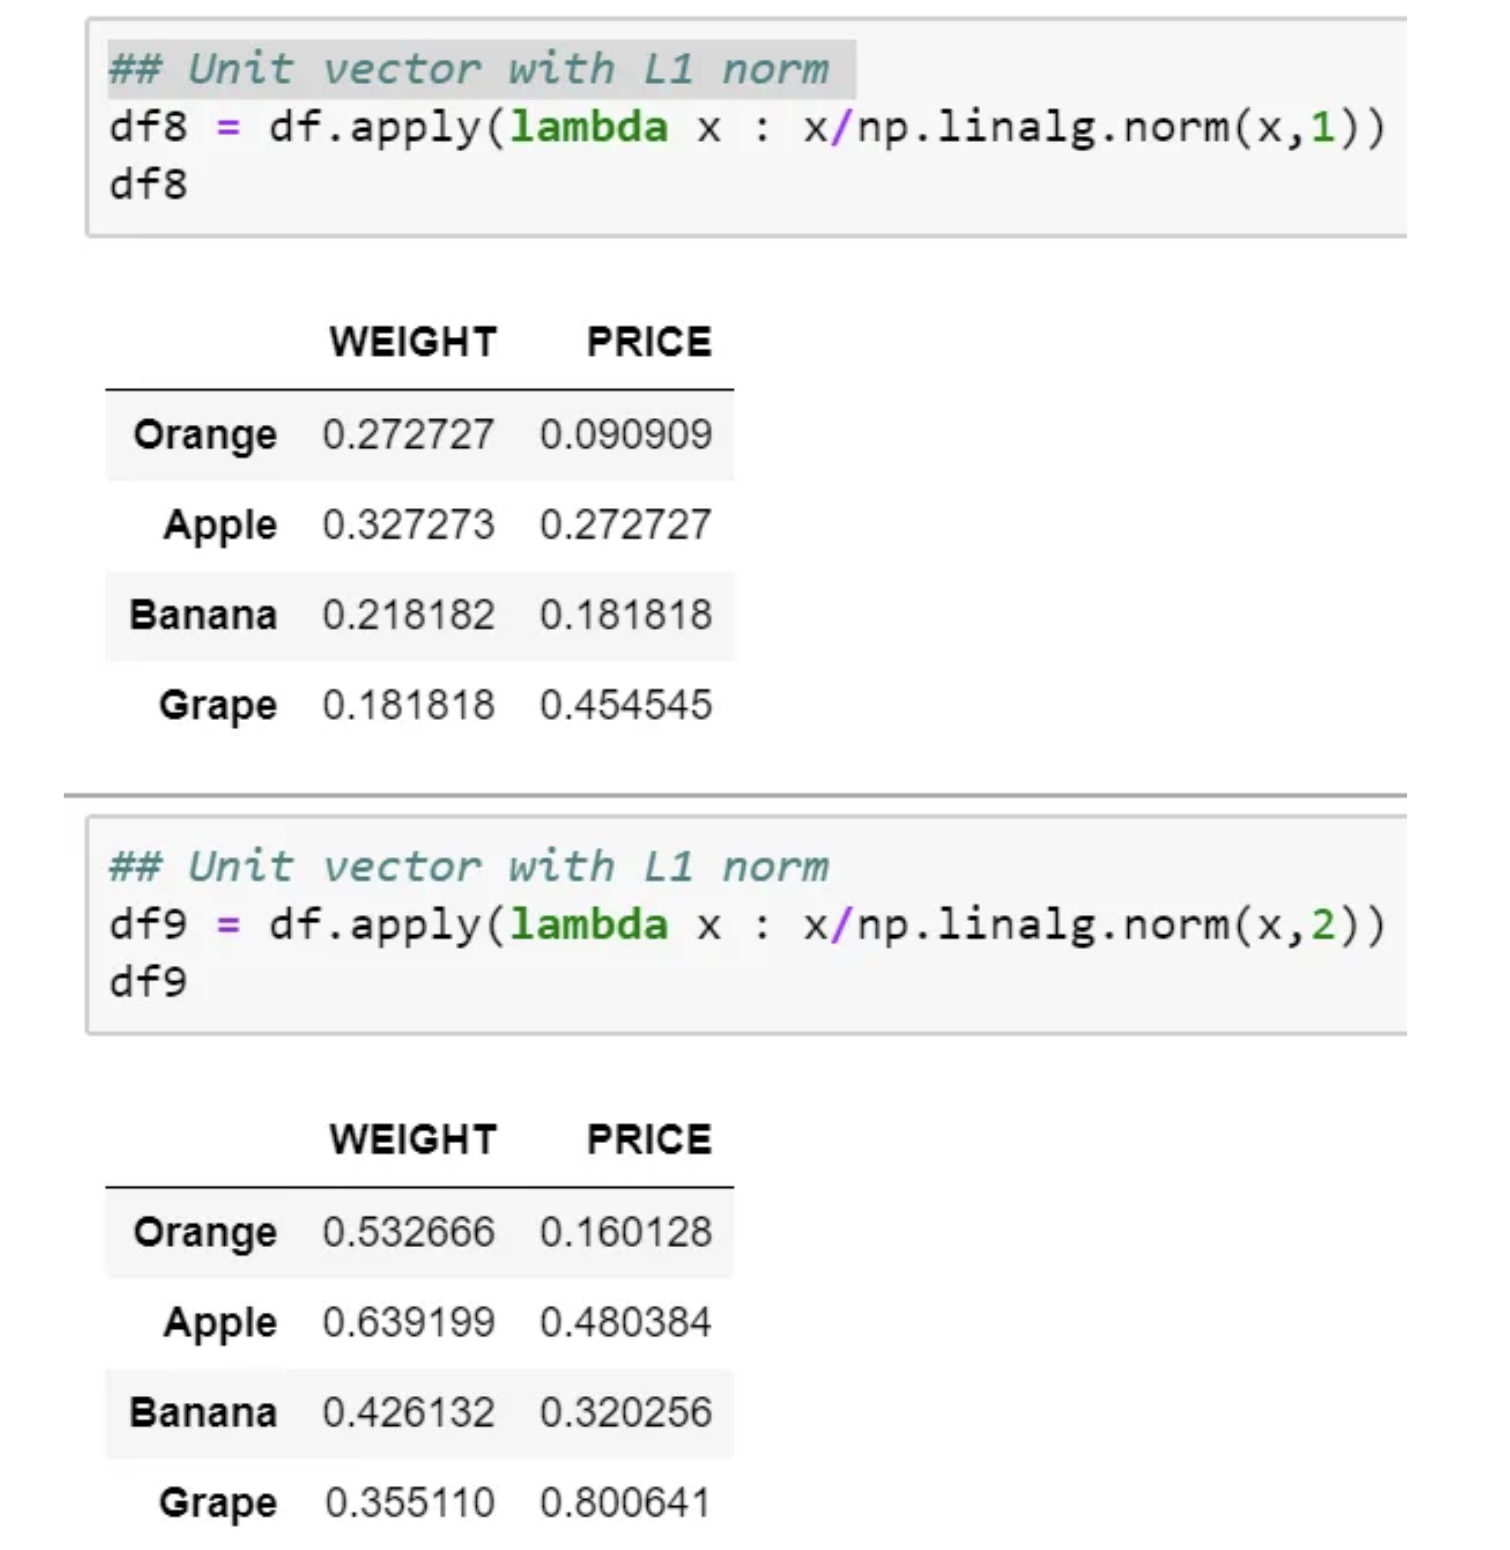 ## Unit vector with L1 norm
df8 = df.apply(lambda x : x/np.linalg.norm(x,1))
df8
WEIGHT PRICE
Orange 0.272727 0.090909
Apple 0.327273 0.272727
Banana 0.218182 0.181818
Grape 0.181818 0.454545
## Unit vector with L1 norm
df9 = df.apply(lambda x : x/np.linalg.norm(x,2))
df9
WEIGHT PRICE
Orange 0.532666 0.160128
Apple 0.639199 0.480384
Banana 0.426132 0.320256
Grape 0.355110 0.800641